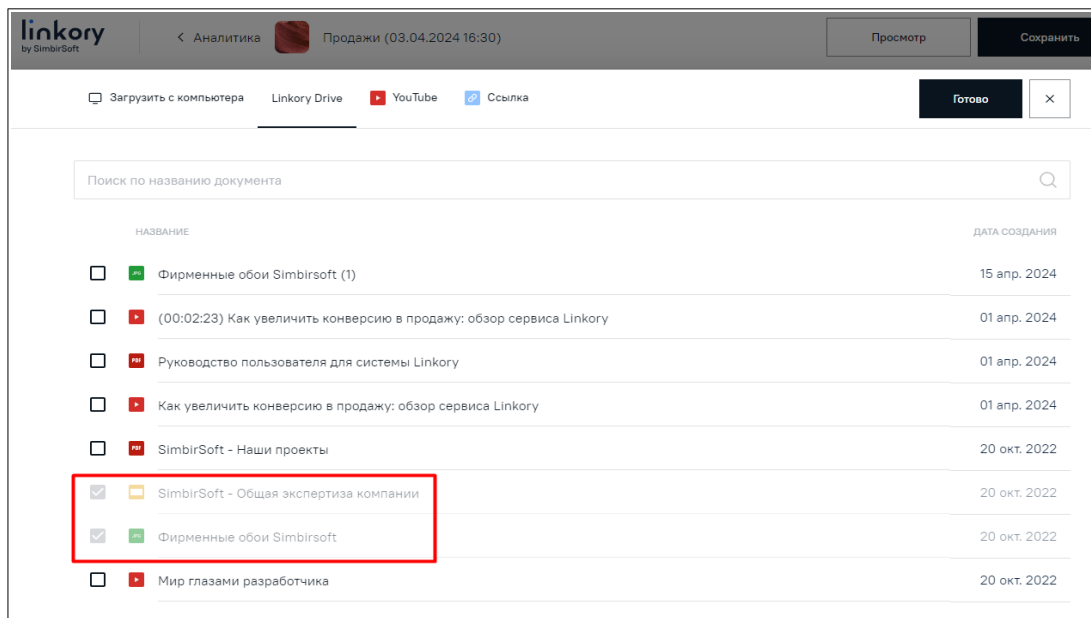 linkory
by SimbirSoft
Аналитика
Продажи (03.04.2024 16:30)
Просмотр
Сохранить
Загрузить с компьютера
Linkory Drive
YouTube
Ссылка
Готово
Поиск по названию документа
НАЗВАНИЕ
ДАТА СОЗДАНИЯ
JPG Фирменные обои Simbirsoft (1) 15 апр. 2024
(00:02:23) Как увеличить конверсию в продажу: обзор сервиса Linkory 01 апр. 2024
PDF Руководство пользователя для системы Linkory 01 апр. 2024
Как увеличить конверсию в продажу: обзор сервиса Linkory 01 апр. 2024
PDF SimbirSoft - Наши проекты 20 окт. 2022
SimbirSoft - Общая экспертиза компании 20 окт. 2022
JPG Фирменные обои Simbirsoft 20 окт. 2022
Мир глазами разработчика 20 окт. 2022